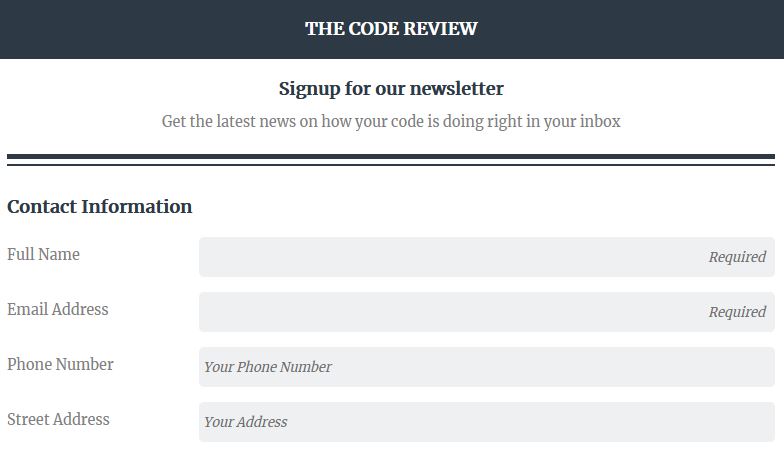 THE CODE REVIEW
Signup for our newsletter
Get the latest news on how your code is doing right in your inbox
Contact Information
Full Name
Required
Email Address
Required
Phone Number
Your Phone Number
Street Address
Your Address